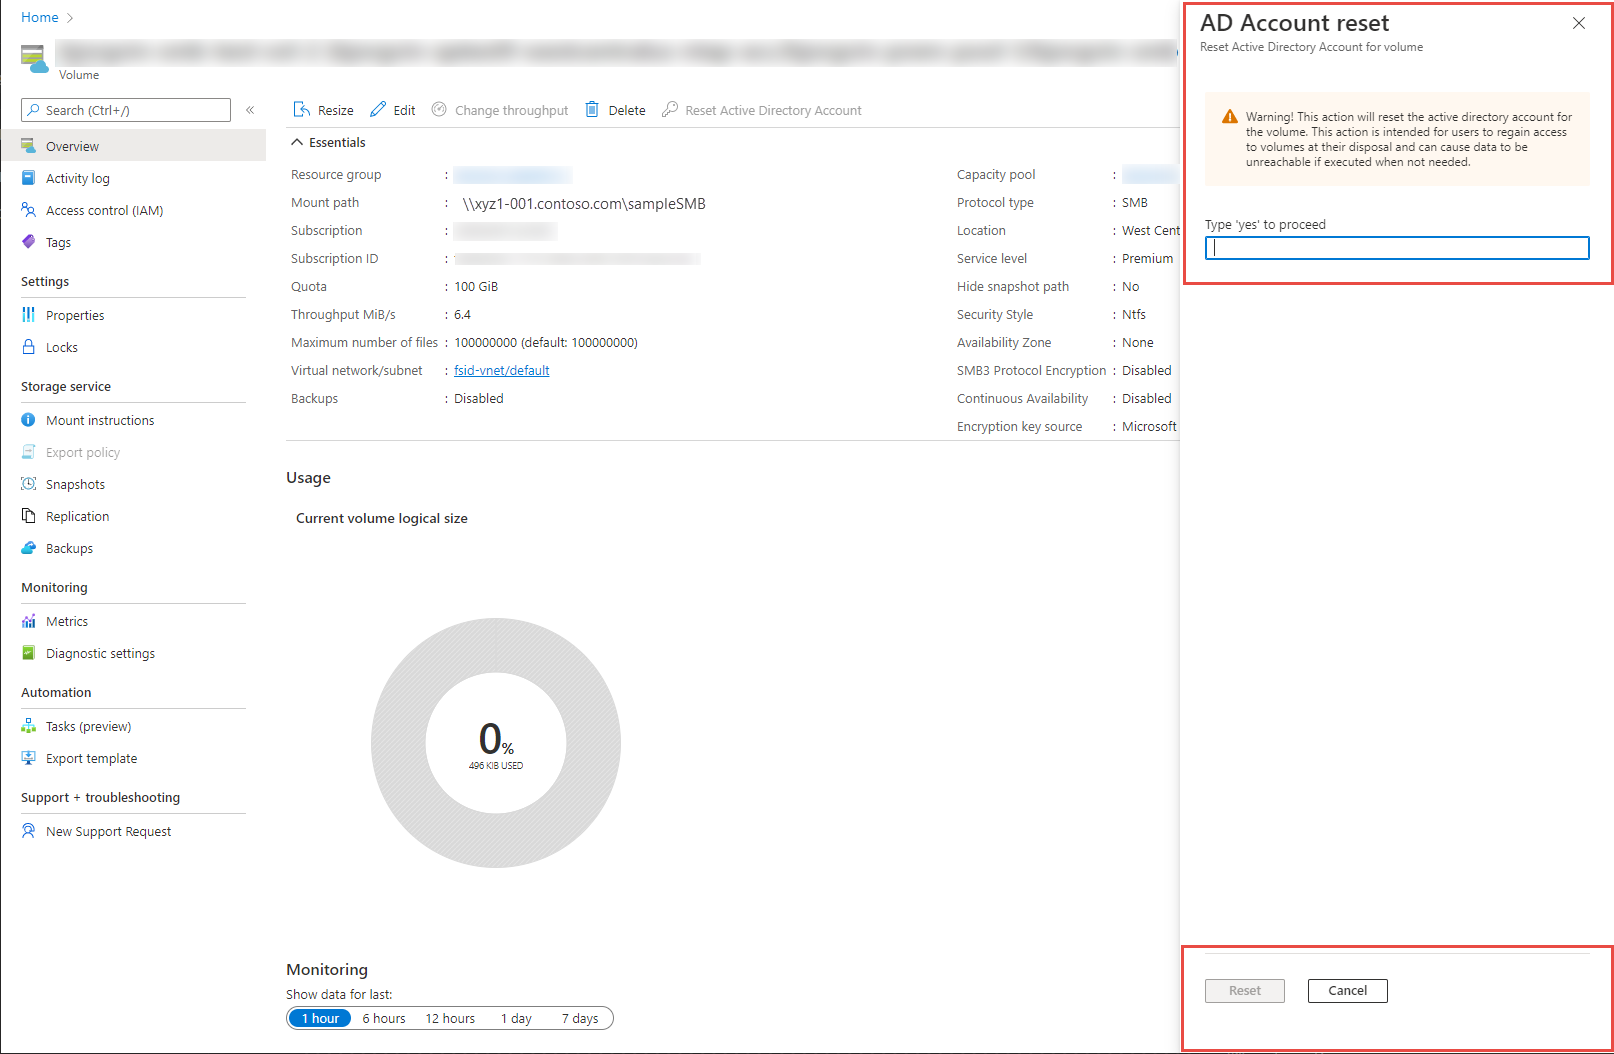 Home
Volume
Search (Ctrl+/)
Overview
Activity log
Access control (IAM)
Tags
Settings
Properties
Locks
Storage service
Mount instructions
Export policy
Snapshots
Replication
Backups
Monitoring
Metrics
Diagnostic settings
Automation
Tasks (preview)
Export template
Support + troubleshooting
New Support Request
Resize Edit Change throughput Delete Reset Active Directory Account
Essentials
Resource group :
Mount path : \\xyz1-001.contoso.com\sampleSMB
Subscription :
Subscription ID :
Quota : 100 GiB
Throughput MiB/s : 6.4
Maximum number of files : 100000000 (default: 100000000)
Virtual network/subnet : fsid-vnet/default
Backups : Disabled
Capacity pool :
Protocol type : SMB
Location : West Cent
Service level : Premium
Hide snapshot path : No
Security Style : Ntfs
Availability Zone : None
SMB3 Protocol Encryption : Disabled
Continuous Availability : Disabled
Encryption key source : Microsoft
Usage
Current volume logical size
0%
496 KIB USED
Monitoring
Show data for last:
1 hour 6 hours 12 hours 1 day 7 days
AD Account reset
Reset Active Directory Account for volume
Warning! This action will reset the active directory account for
the volume. This action is intended for users to regain access
to volumes at their disposal and can cause data to be
unreachable if executed when not needed.
Type 'yes' to proceed
Reset Cancel